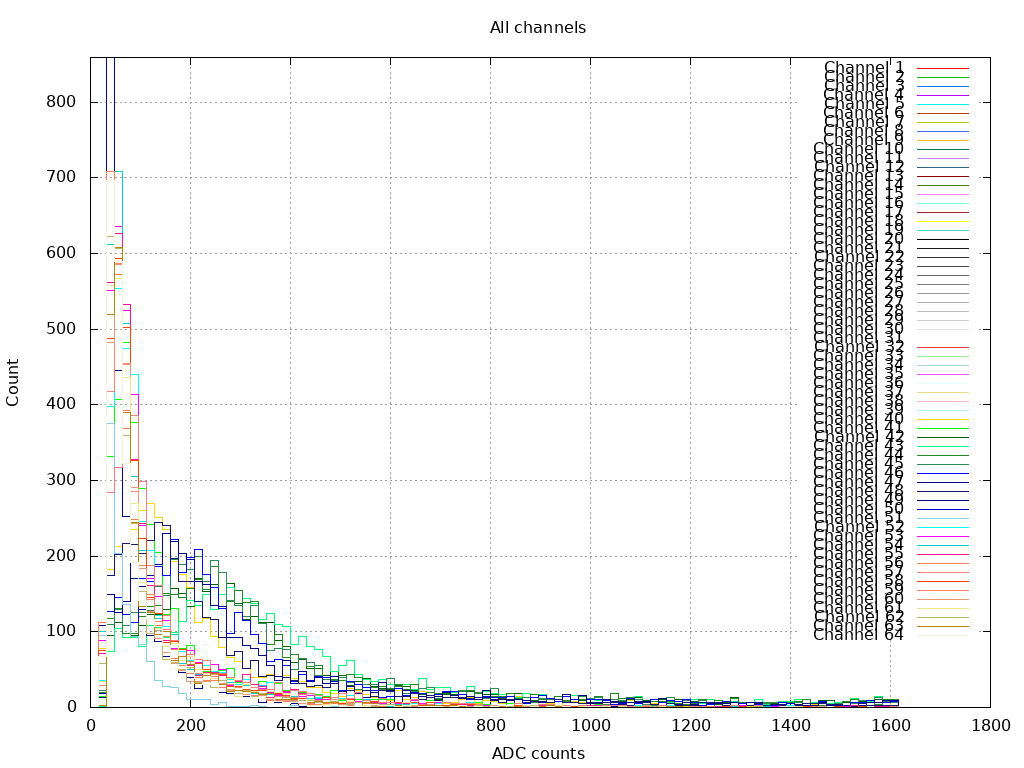 All channels
Channel 1
Channel 2
Channel 3
Channel 4
Channel 5
Channel 6
Channel 7
Channel 8
Channel 9
Channel 10
Channel 11
Channel 12
Channel 13
Channel 14
Channel 15
Channel 16
Channel 17
Channel 18
Channel 19
Channel 20
Channel 21
Channel 22
Channel 23
Channel 24
Channel 25
Channel 26
Channel 27
Channel 28
Channel 29
Channel 30
Channel 31
Channel 32
Channel 33
Channel 34
Channel 35
Channel 36
Channel 37
Channel 38
Channel 39
Channel 40
Channel 41
Channel 42
Channel 43
Channel 44
Channel 45
Channel 46
Channel 47
Channel 48
Channel 49
Channel 50
Channel 51
Channel 52
Channel 53
Channel 54
Channel 55
Channel 56
Channel 57
Channel 58
Channel 59
Channel 60
Channel 61
Channel 62
Channel 63
Channel 64
800
700
600
500
400
300
200
100
0
Count
0 200 400 600 800 1000 1200 1400 1600 1800
ADC counts